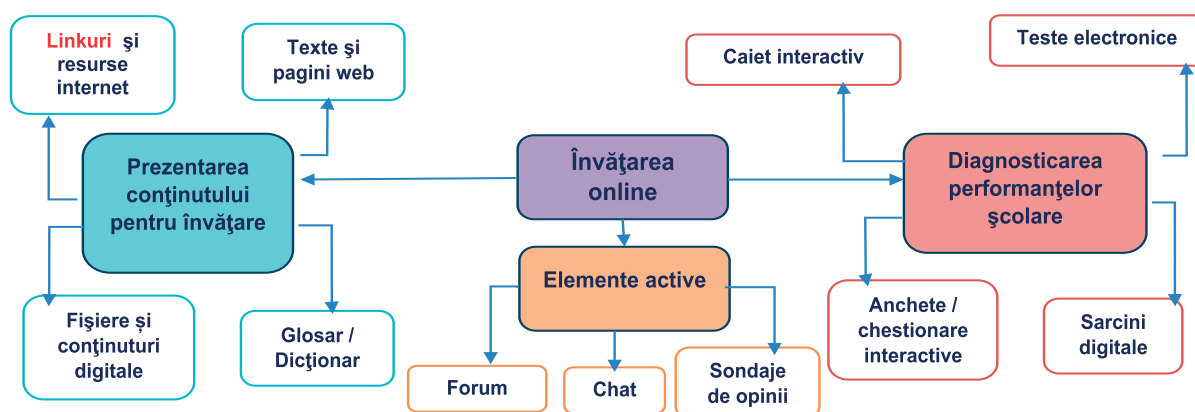 Linkuri şi
resurse
internet
Texte şi
pagini web
Caiet interactiv
Teste electronice
Prezentarea
conţinutului
pentru învăţare
Învăţarea
online
Diagnosticarea
performanţelor
şcolare
Elemente active
Fişiere și
conţinuturi
digitale
Glosar /
Dicţionar
Forum
Chat
Sondaje
de opinii
Anchete /
chestionare
interactive
Sarcini
digitale